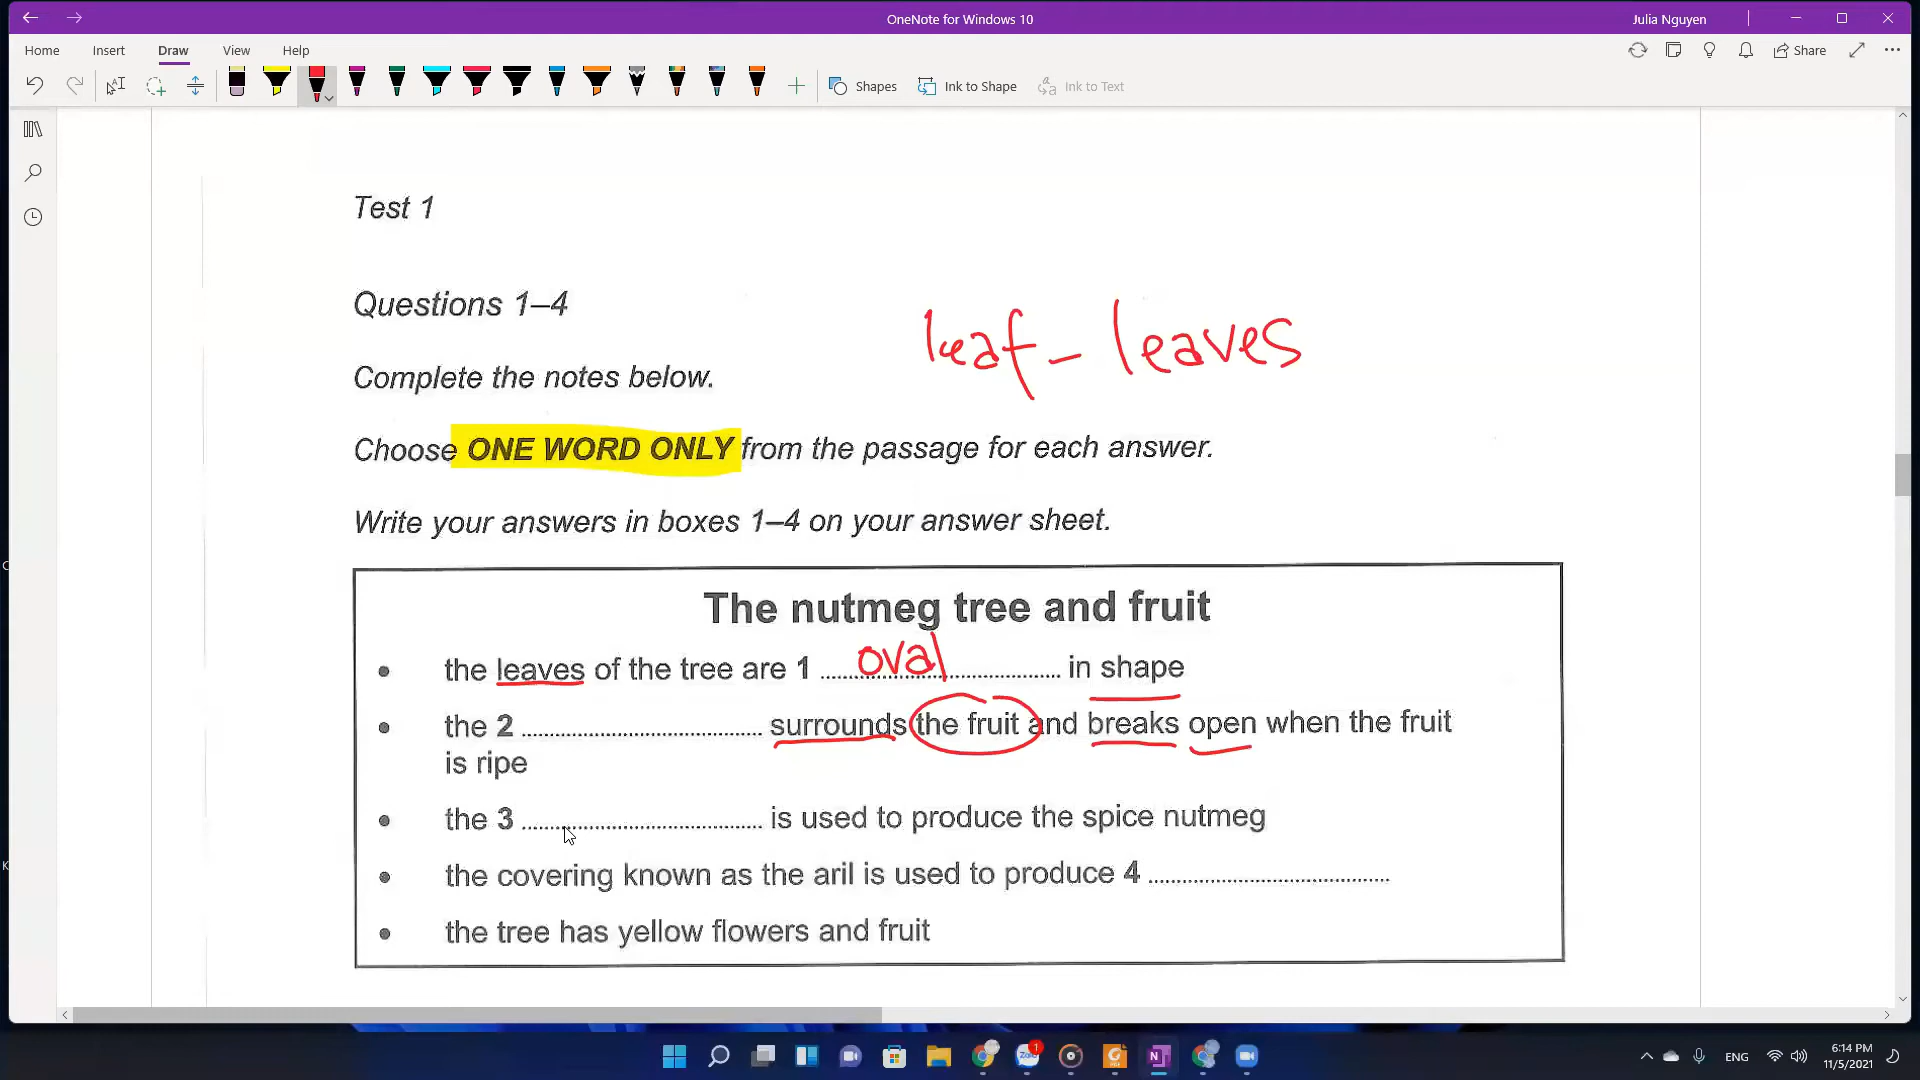 OneNote for Windows 10
Julia Nguyen
Home Insert Draw View Help
Share
Shapes Ink to Shape Ink to Text
Test 1
Questions 1–4
leaf - leaves
Complete the notes below.
Choose ONE WORD ONLY from the passage for each answer.
Write your answers in boxes 1–4 on your answer sheet.
The nutmeg tree and fruit
• the leaves of the tree are 1 oval in shape
• the 2 .................... surrounds the fruit and breaks open when the fruit
is ripe
• the 3 .................... is used to produce the spice nutmeg
• the covering known as the aril is used to produce 4 ....................
• the tree has yellow flowers and fruit
Zalo
1
ENG
6:14 PM
11/5/2021